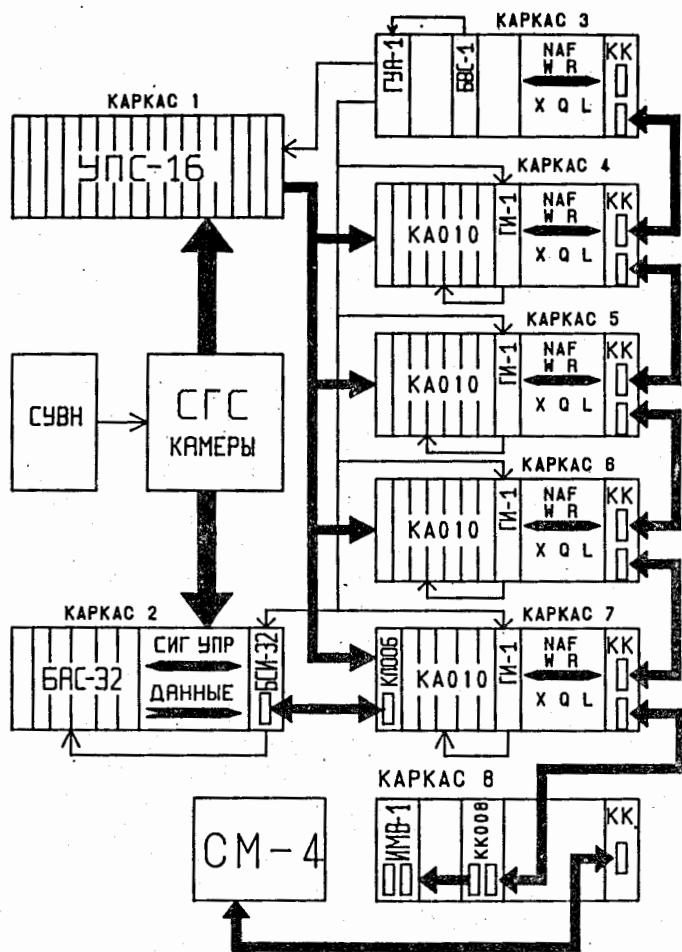 КАРКАС 3
ГУА-1
БВС-1
NAF
W R
X Q L
КК
КАРКАС 1
УПС-16
КАРКАС 4
КА010
ГИ-1
NAF
W R
X Q L
КК
КАРКАС 5
КА010
ГИ-1
NAF
W R
X Q L
КК
СУВН
СГС
КАМЕРЫ
КАРКАС 6
КА010
ГИ-1
NAF
W R
X Q L
КК
КАРКАС 2
БАС-32
СИГ УПР
ДАННЫЕ
БСИ-32
КАРКАС 7
КП006
КА010
ГИ-1
NAF
W R
X Q L
КК
КАРКАС 8
ИМВ-1
КК008
КК
СМ-4